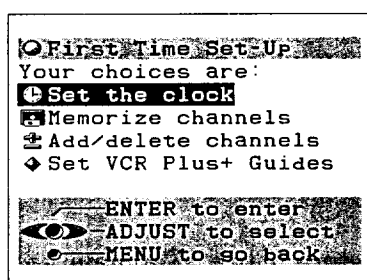 First Time Set-Up
Your choices are:
Set the clock
Memorize channels
Add/delete channels
Set VCR Plus+ Guides
ENTER to enter
ADJUST to select
MENU to go back